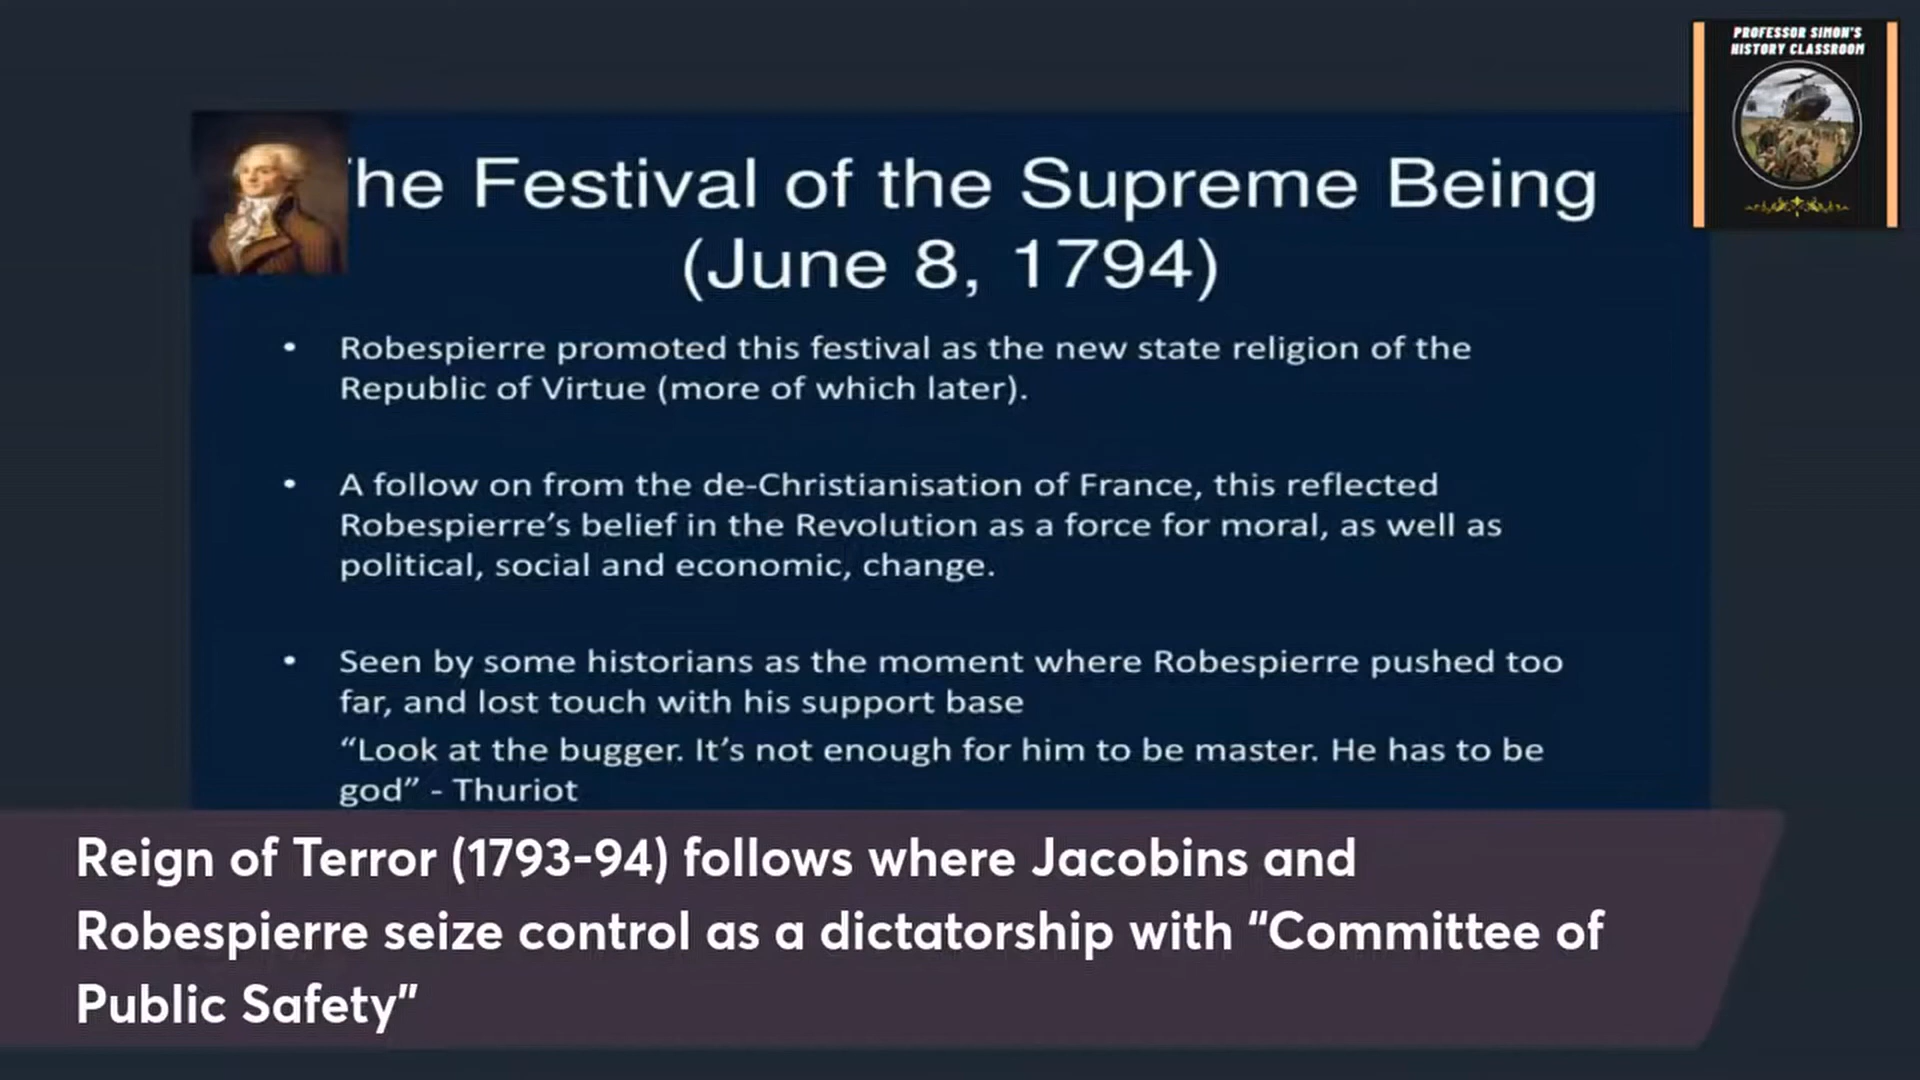 PROFESSOR SIMON'S
HISTORY CLASSROOM
he Festival of the Supreme Being
(June 8, 1794)
• Robespierre promoted this festival as the new state religion of the
Republic of Virtue (more of which later).
• A follow on from the de-Christianisation of France, this reflected
Robespierre’s belief in the Revolution as a force for moral, as well as
political, social and economic, change.
• Seen by some historians as the moment where Robespierre pushed too
far, and lost touch with his support base
“Look at the bugger. It’s not enough for him to be master. He has to be
god” - Thuriot
Reign of Terror (1793-94) follows where Jacobins and
Robespierre seize control as a dictatorship with “Committee of
Public Safety”